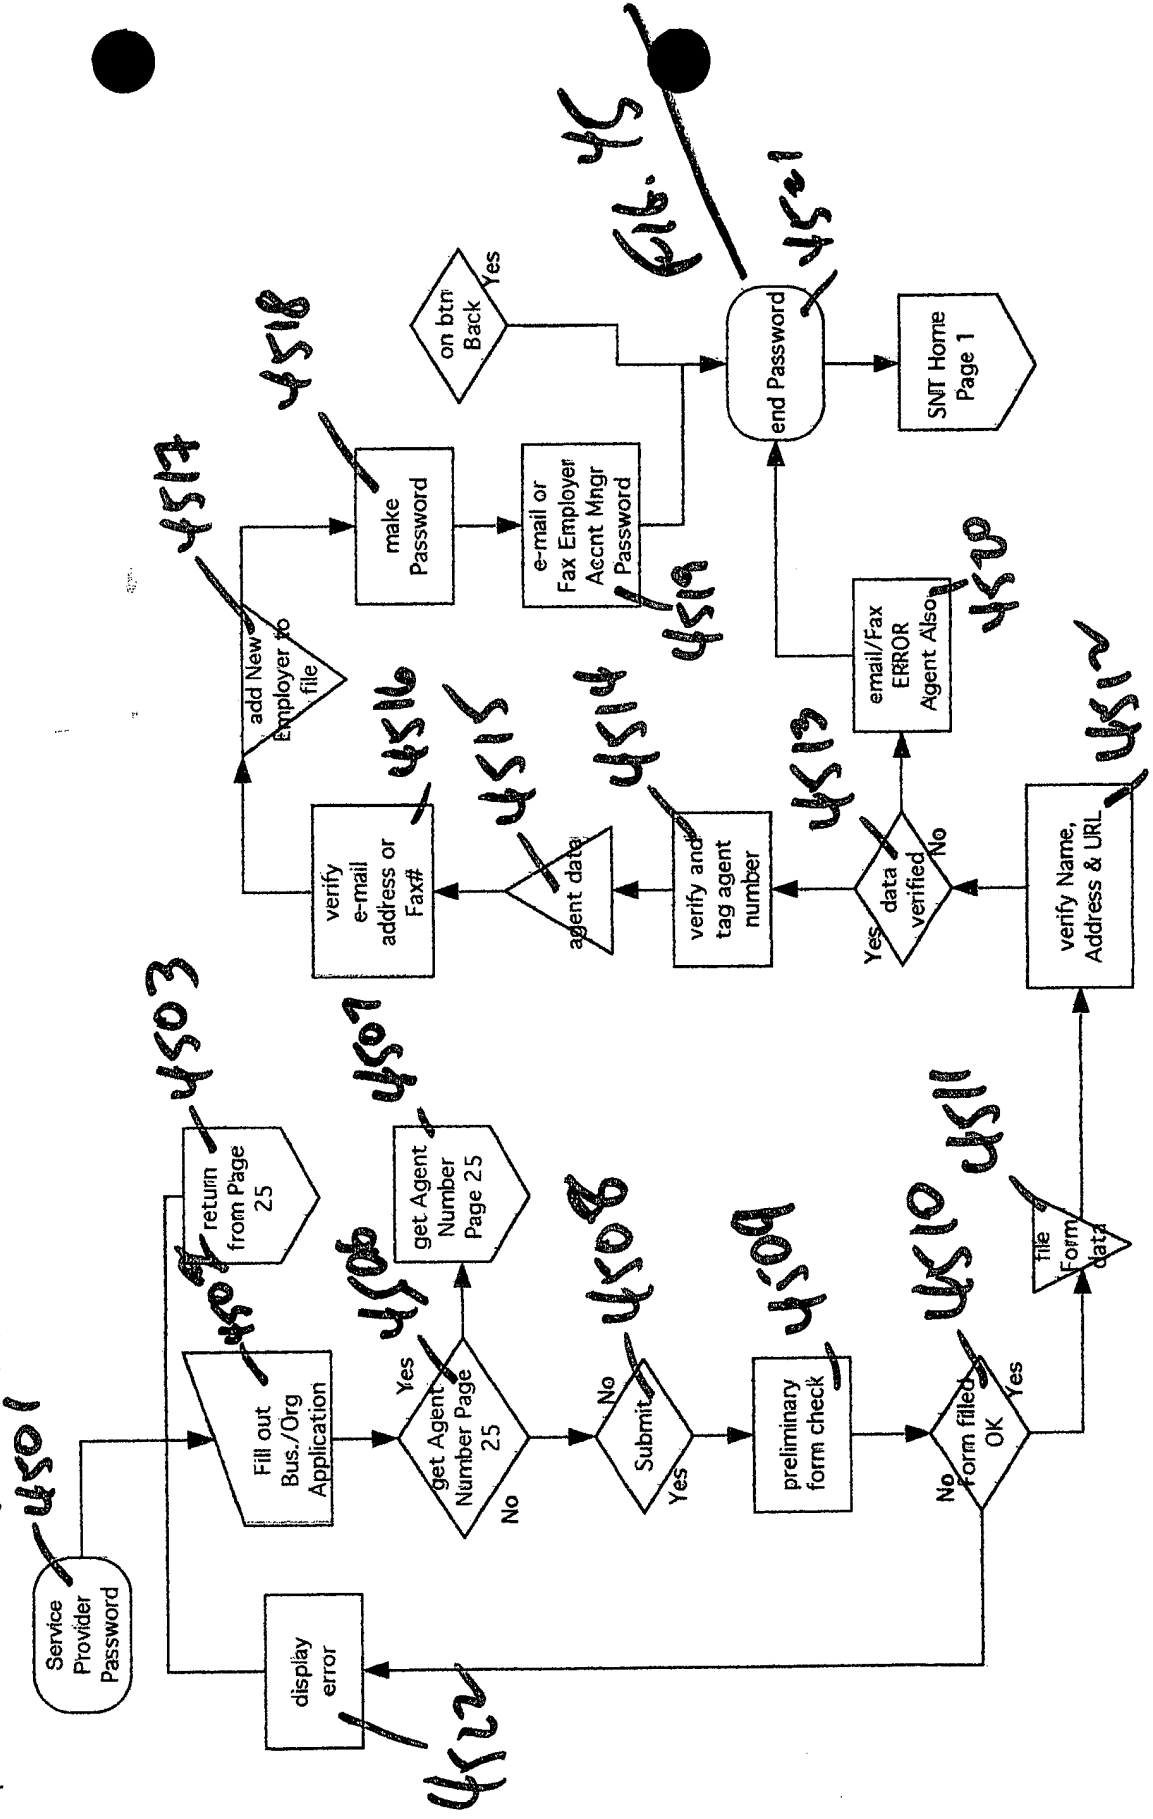 4501
Service
Provider
Password
4503
return
from Page
25
4504
Fill out
Bus./Org
Application
display
error
4522
get Agent
Number Page
25
Yes
No
4506
get Agent
Number
Page 25
4507
Submit
No
Yes
4508
preliminary
form check
4509
form filled
OK
No
Yes
4510
file
Form
data
4511
verify Name,
Address & URL
4512
data
verified
Yes
No
4513
email/Fax
ERROR
Agent Also
4520
verify and
tag agent
number
4514
agent data
4515
verify
e-mail
address or
Fax#
4516
add New
Employer to
file
4517
make
Password
4518
e-mail or
Fax Employer
Accnt Mngr
Password
4519
on btn
Back
Yes
end Password
4521
SNT Home
Page 1
FIG. 45